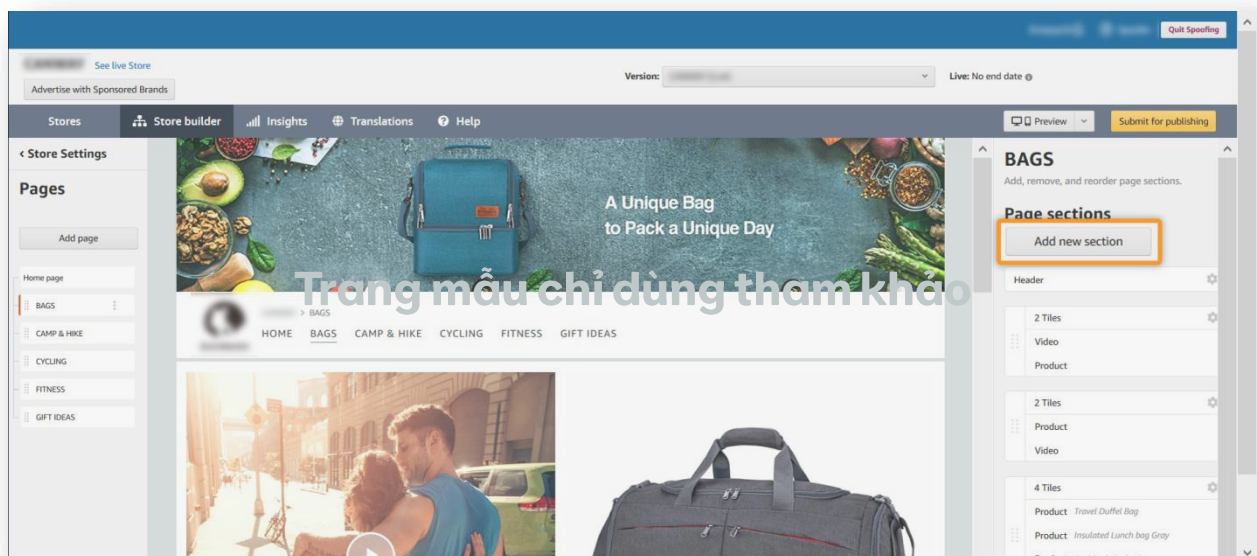 Quit Spoofing
See live Store
Advertise with Sponsored Brands
Version:
Live: No end date
Stores
Store builder
Insights
Translations
Help
Preview
Submit for publishing
Store Settings
Pages
Add page
Home page
BAGS
CAMP & HIKE
CYCLING
FITNESS
GIFT IDEAS
A Unique Bag
to Pack a Unique Day
Trang mẫu chỉ dùng tham khảo
> BAGS
HOME BAGS CAMP & HIKE CYCLING FITNESS GIFT IDEAS
BAGS
Add, remove, and reorder page sections.
Page sections
Add new section
Header
2 Tiles
Video
Product
2 Tiles
Product
Video
4 Tiles
Product Travel Duffel Bag
Product Insulated Lunch bag Gray